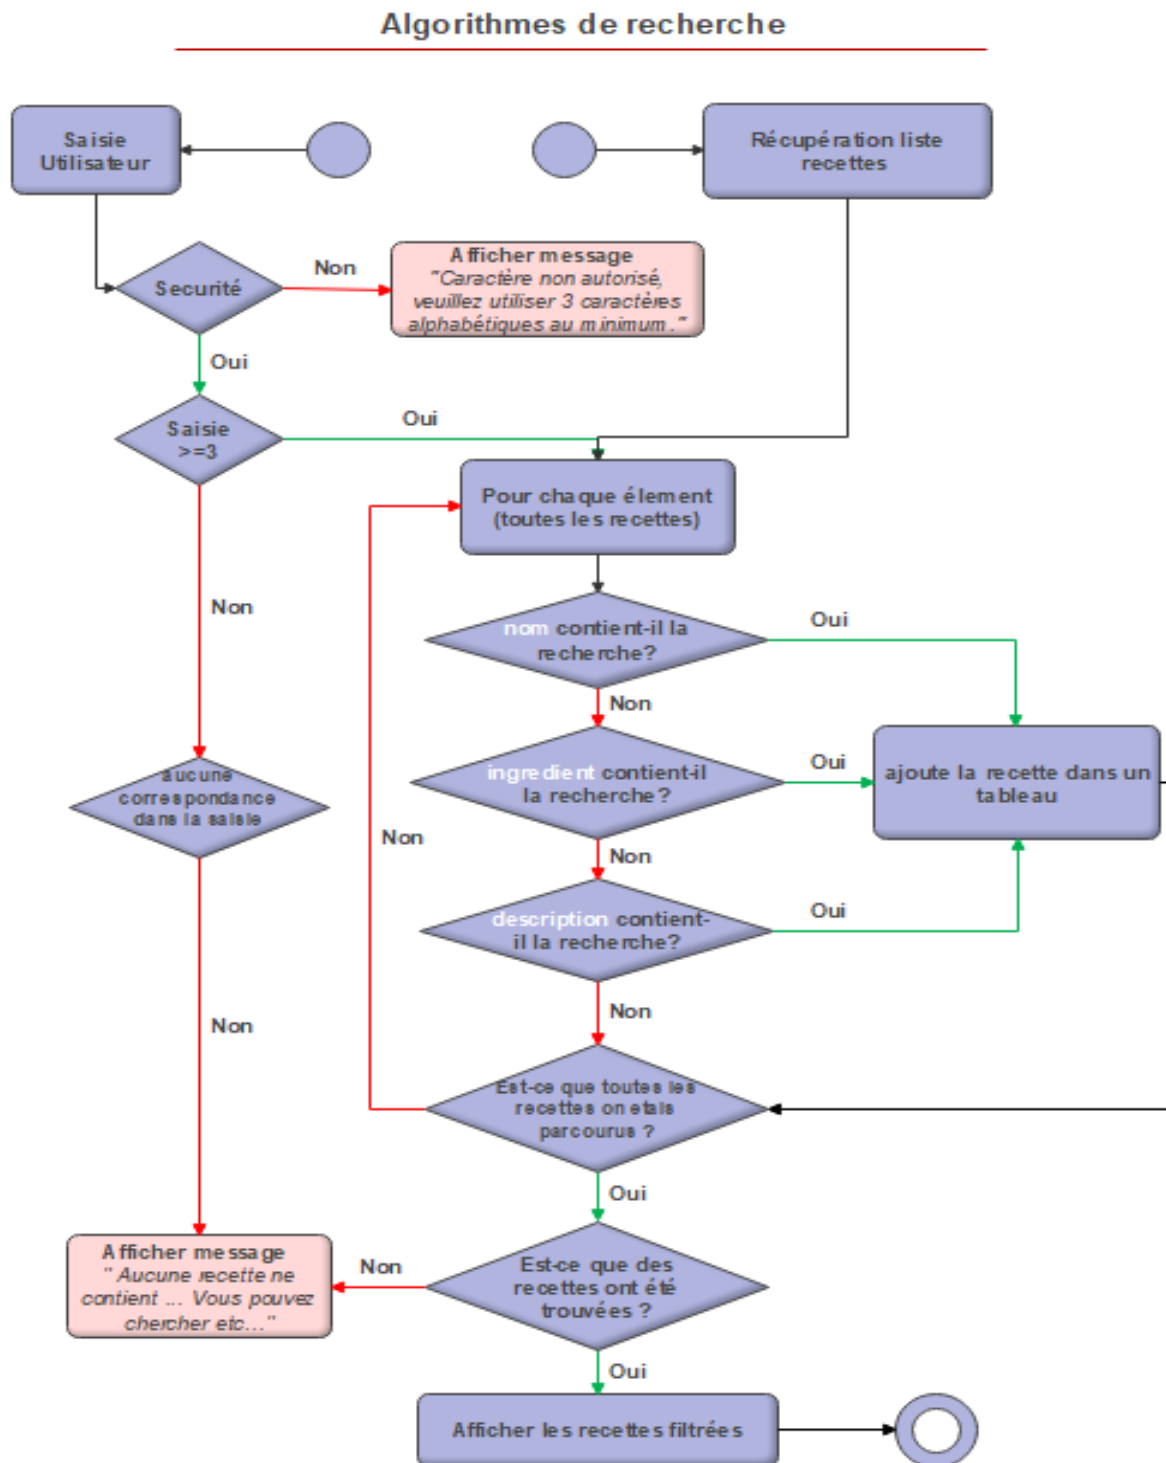 Algorithmes de recherche
Saisie
Utilisateur
Récupération liste
recettes
Sécurité
Non
Afficher message
"Caractère non autorisé,
veuillez utiliser 3 caractères
alphabétiques au minimum."
Oui
Saisie
>=3
Oui
Pour chaque élement
(toutes les recettes)
Non
nom contient-il la
recherche?
Oui
Non
ingredient contient-il
la recherche?
Oui
ajoute la recette dans un
tableau
aucune
correspondance
dans la saisie
Non
Non
description contient-
il la recherche?
Oui
Non
Non
Est-ce que toutes les
recettes on etais
parcourus ?
Oui
Afficher message
" Aucune recette ne
contient ... Vous pouvez
chercher etc..."
Non
Est-ce que des
recettes ont été
trouvées ?
Oui
Afficher les recettes filtrées